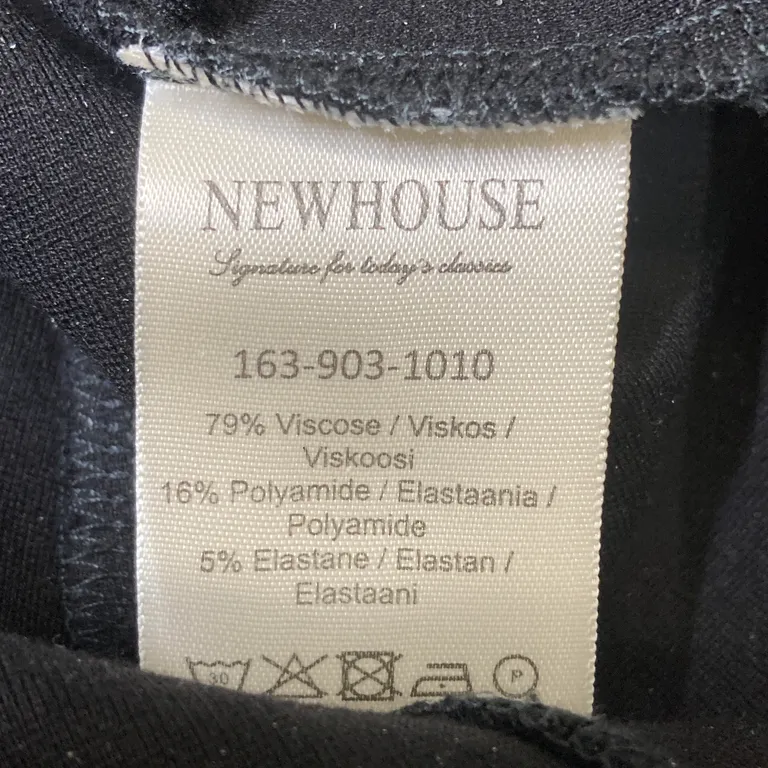 NEWHOUSE
Signature for today's classics
163-903-1010
79% Viscose / Viskos /
Viskoosi
16% Polyamide / Elastaania /
Polyamide
5% Elastane / Elastan /
Elastaani
30 P